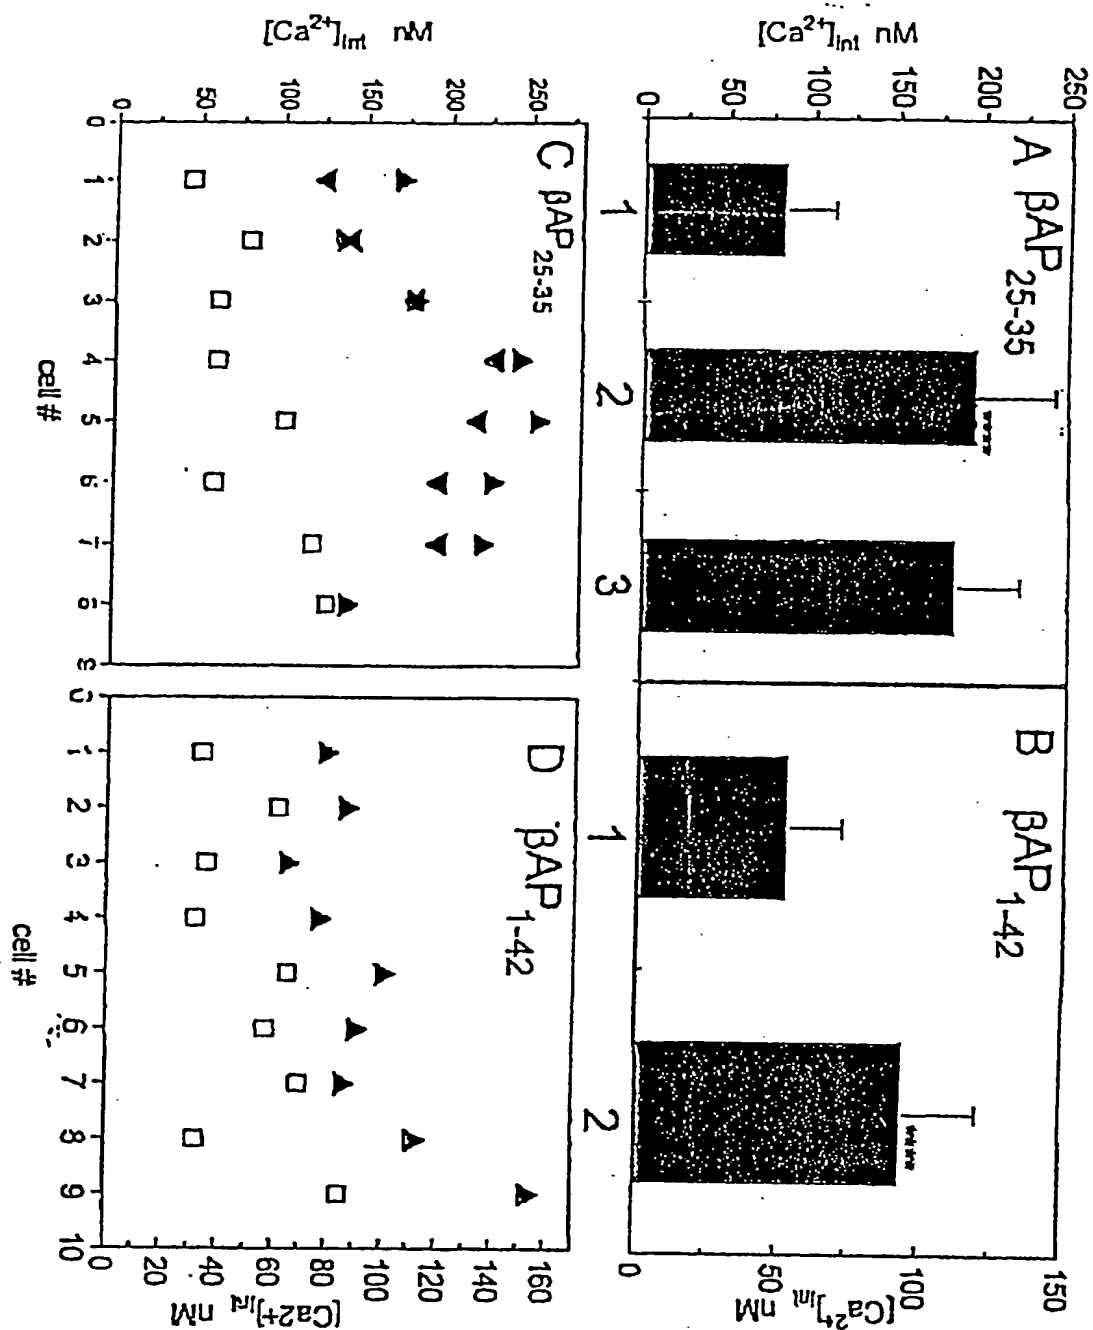 [Ca2+]int nM
0 50 100 150 200 250
A βAP25-35
1 2 3
B βAP1-42
1 2
0 50 100 150
[Ca2+]int nM
[Ca2+]int nM
0 50 100 150 200 250
C βAP25-35
0 1 2 3 4 5 6 7
cell #
D βAP1-42
1 2 3 4 5 6 7 8 9 10
cell #
0 20 40 60 80 100 120 140 160
[Ca2+]int nM